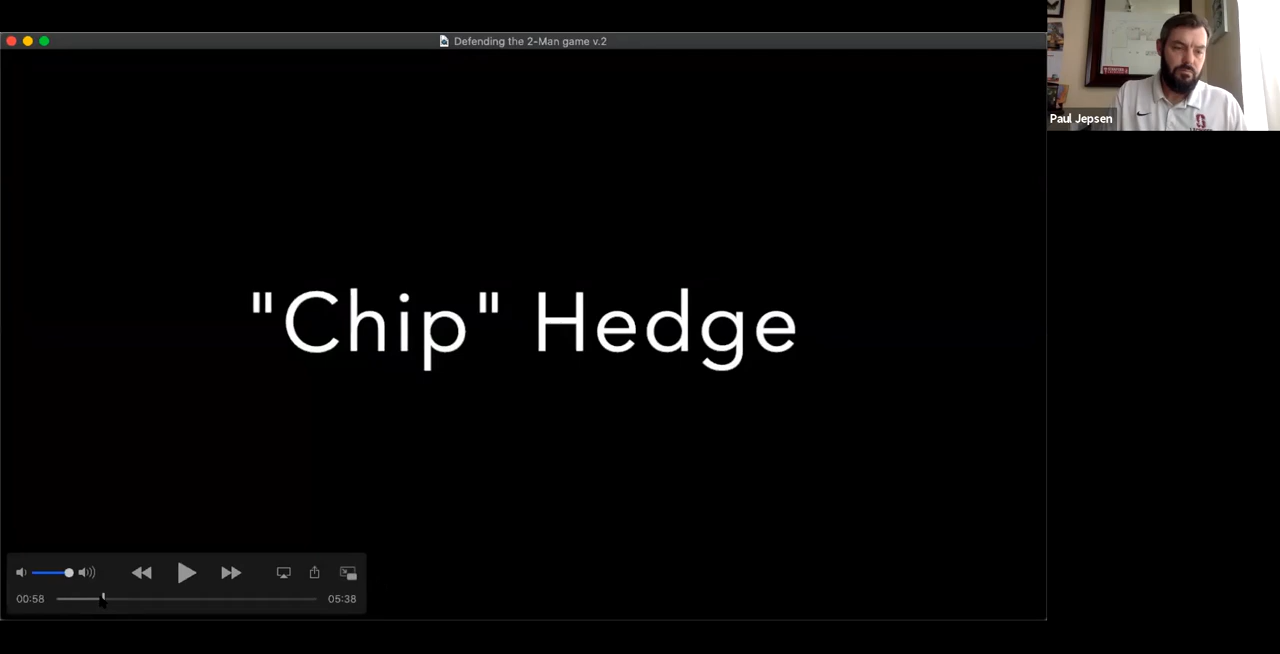 Defending the 2-Man game v.2
Paul Jepsen
"Chip" Hedge
00:58
05:38